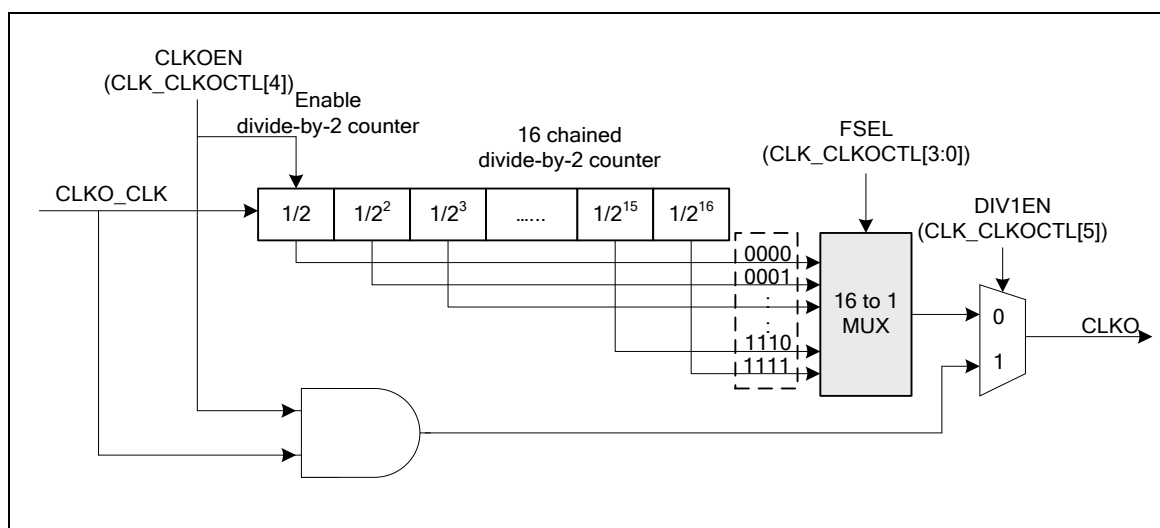 CLKOEN
(CLK_CLKOCTL[4])
Enable
divide-by-2 counter
16 chained
divide-by-2 counter
FSEL
(CLK_CLKOCTL[3:0])
CLKO_CLK
1/2 1/2² 1/2³ ...... 1/2¹⁵ 1/2¹⁶
DIV1EN
(CLK_CLKOCTL[5])
0000
0001
:
:
1110
1111
16 to 1
MUX
0
1
CLKO